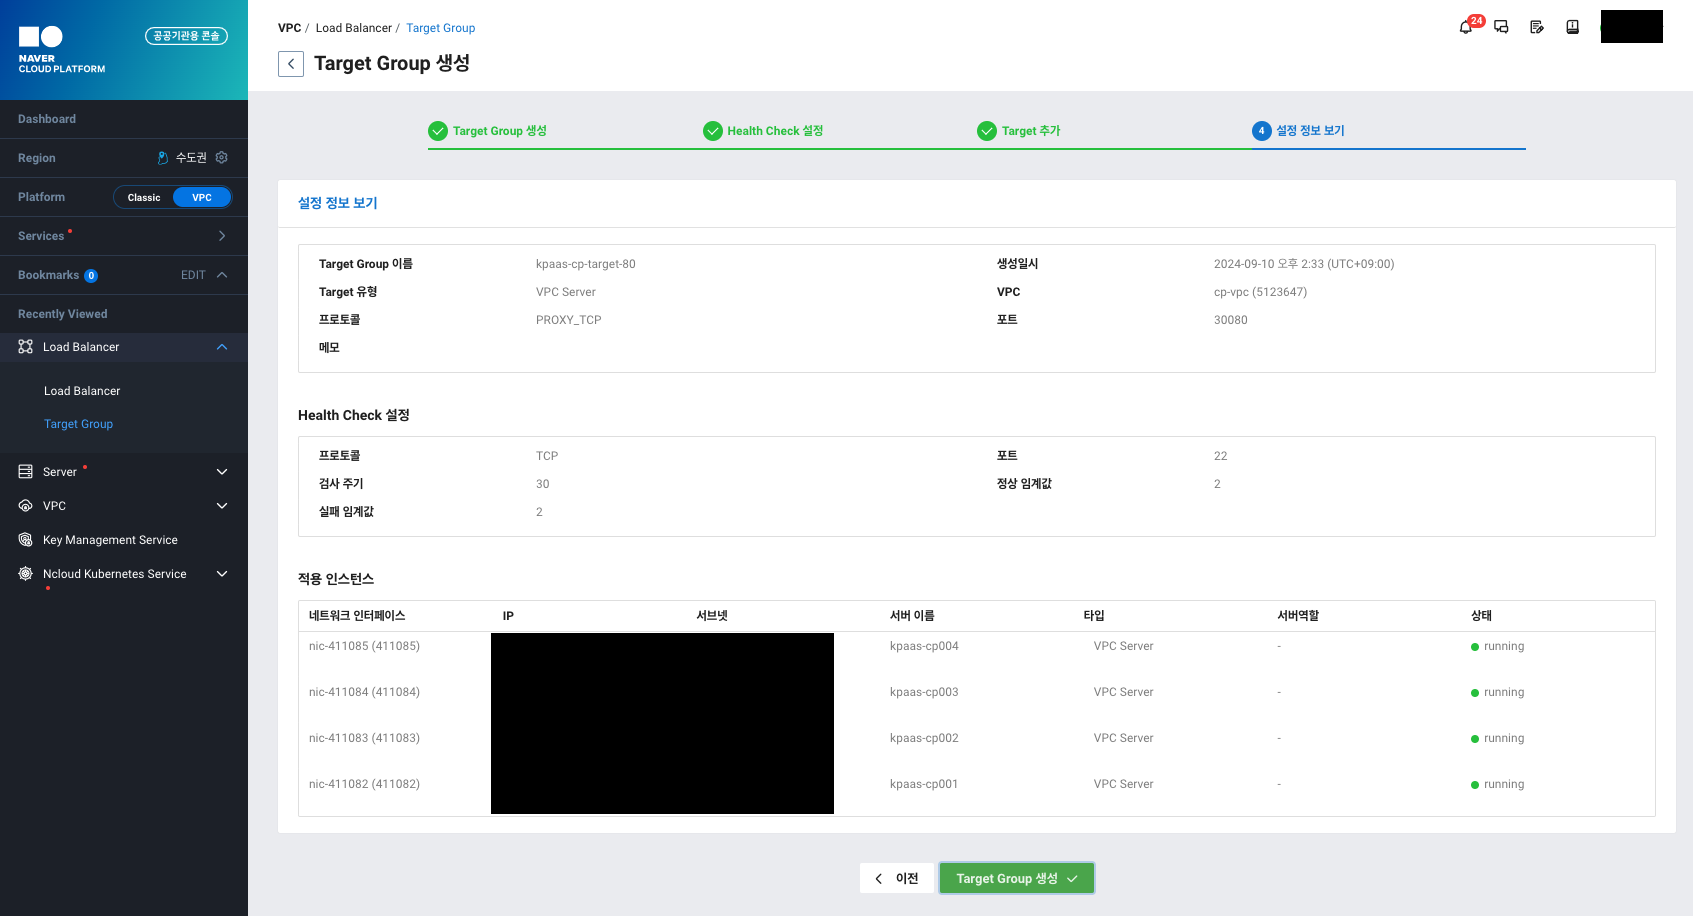 NAVER
CLOUD PLATFORM
공공기관용 콘솔
Dashboard
Region 수도권
Platform Classic VPC
Services
Bookmarks 0 EDIT
Recently Viewed
Load Balancer
Load Balancer
Target Group
Server
VPC
Key Management Service
Ncloud Kubernetes Service
VPC / Load Balancer / Target Group
24
Target Group 생성
Target Group 생성 Health Check 설정 Target 추가 4 설정 정보 보기
설정 정보 보기
Target Group 이름 kpaas-cp-target-80 생성일시 2024-09-10 오후 2:33 (UTC+09:00)
Target 유형 VPC Server VPC cp-vpc (5123647)
프로토콜 PROXY_TCP 포트 30080
메모
Health Check 설정
프로토콜 TCP 포트 22
검사 주기 30 정상 임계값 2
실패 임계값 2
적용 인스턴스
네트워크 인터페이스 IP 서브넷 서버 이름 타입 서버역할 상태
nic-411085 (411085) kpaas-cp004 VPC Server - running
nic-411084 (411084) kpaas-cp003 VPC Server - running
nic-411083 (411083) kpaas-cp002 VPC Server - running
nic-411082 (411082) kpaas-cp001 VPC Server - running
이전 Target Group 생성